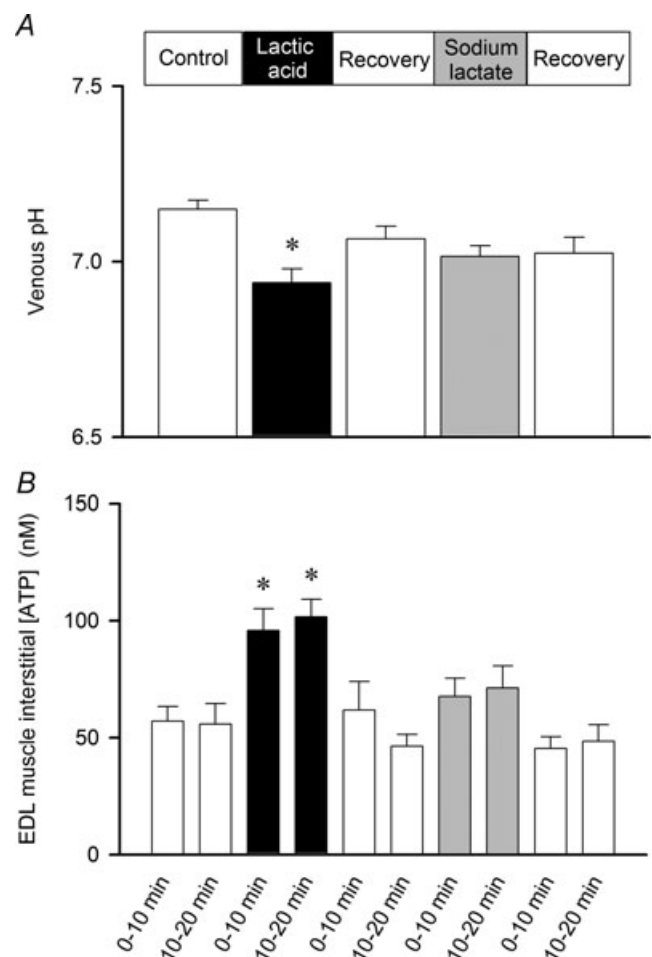 A
Control
Lactic
acid
Recovery
Sodium
lactate
Recovery
7.5
7.0
6.5
Venous pH
*
B
150
100
50
0
EDL muscle interstitial [ATP] (nM)
*
*
0-10 min
10-20 min
0-10 min
10-20 min
0-10 min
10-20 min
0-10 min
10-20 min
0-10 min
10-20 min